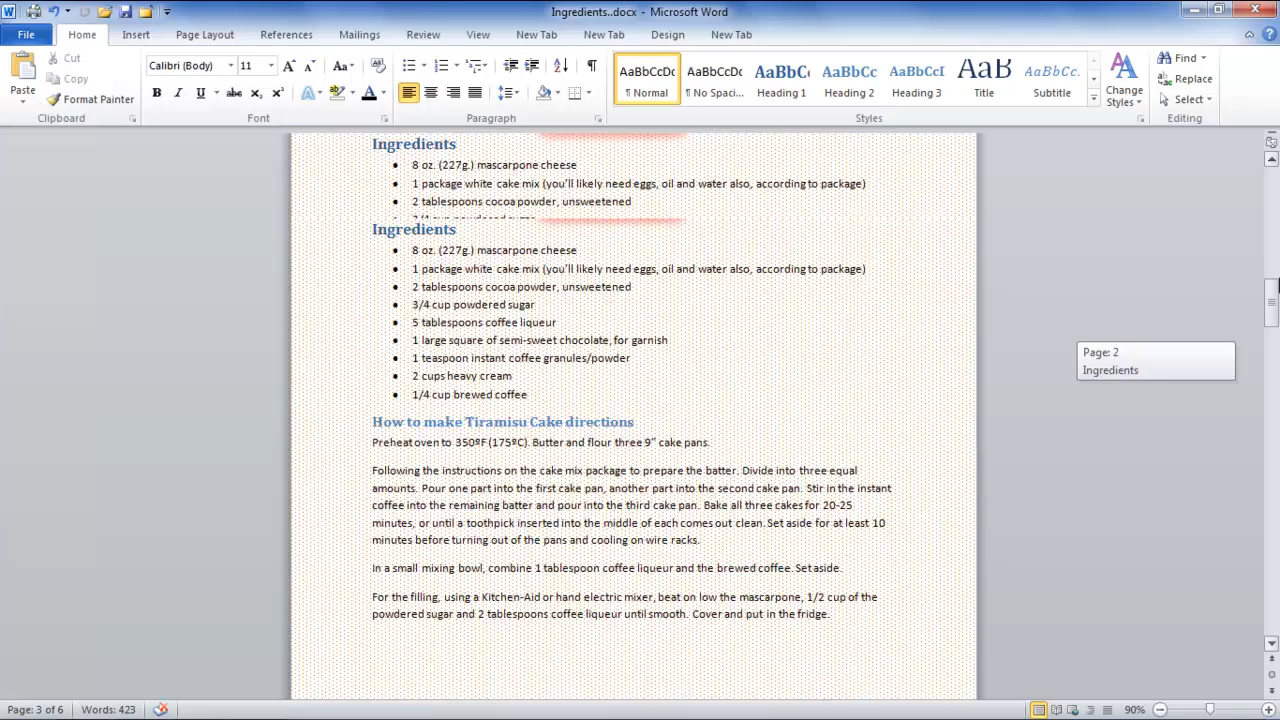 Ingredients..docx - Microsoft Word
File Home Insert Page Layout References Mailings Review View New Tab New Tab Design New Tab
Cut
Copy
Format Painter
Paste
Clipboard
Calibri (Body) 11
Font
Paragraph
AaBbCcDc AaBbCcDc AaBbC AaBbCc AaBbCcI AaB AaBbCc.
¶ Normal ¶ No Spaci... Heading 1 Heading 2 Heading 3 Title Subtitle
Change
Styles
Styles
Find
Replace
Select
Editing
Ingredients
• 8 oz. (227g.) mascarpone cheese
• 1 package white cake mix (you’ll likely need eggs, oil and water also, according to package)
• 2 tablespoons cocoa powder, unsweetened
Ingredients
• 8 oz. (227g.) mascarpone cheese
• 1 package white cake mix (you’ll likely need eggs, oil and water also, according to package)
• 2 tablespoons cocoa powder, unsweetened
• 3/4 cup powdered sugar
• 5 tablespoons coffee liqueur
• 1 large square of semi-sweet chocolate, for garnish
• 1 teaspoon instant coffee granules/powder
• 2 cups heavy cream
• 1/4 cup brewed coffee
How to make Tiramisu Cake directions
Preheat oven to 350ºF (175ºC). Butter and flour three 9” cake pans.
Following the instructions on the cake mix package to prepare the batter. Divide into three equal
amounts. Pour one part into the first cake pan, another part into the second cake pan. Stir in the instant
coffee into the remaining batter and pour into the third cake pan. Bake all three cakes for 20-25
minutes, or until a toothpick inserted into the middle of each comes out clean. Set aside for at least 10
minutes before turning out of the pans and cooling on wire racks.
In a small mixing bowl, combine 1 tablespoon coffee liqueur and the brewed coffee. Set aside.
For the filling, using a Kitchen-Aid or hand electric mixer, beat on low the mascarpone, 1/2 cup of the
powdered sugar and 2 tablespoons coffee liqueur until smooth. Cover and put in the fridge.
Page: 2
Ingredients
Page: 3 of 6 Words: 423 90%